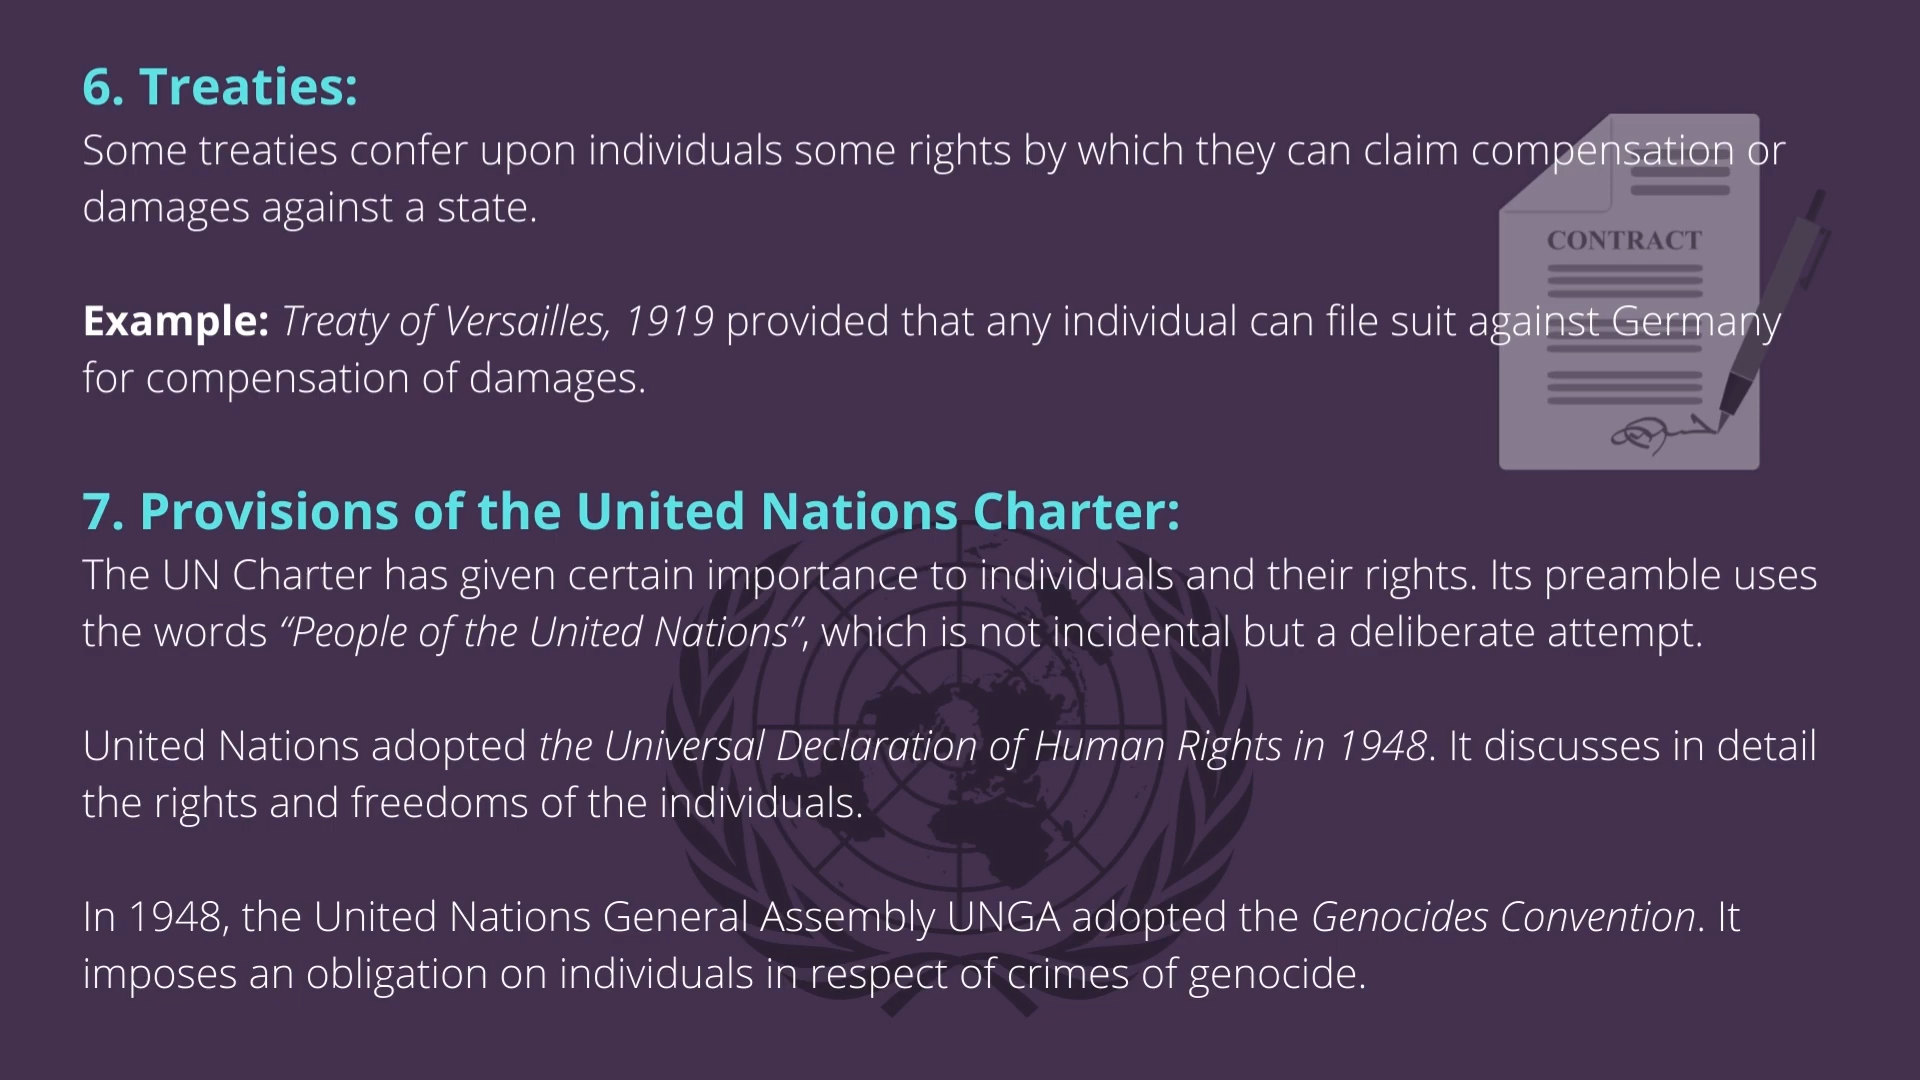 6. Treaties:
Some treaties confer upon individuals some rights by which they can claim compensation or
damages against a state.
CONTRACT
Example: Treaty of Versailles, 1919 provided that any individual can file suit against Germany
for compensation of damages.
7. Provisions of the United Nations Charter:
The UN Charter has given certain importance to individuals and their rights. Its preamble uses
the words “People of the United Nations”, which is not incidental but a deliberate attempt.
United Nations adopted the Universal Declaration of Human Rights in 1948. It discusses in detail
the rights and freedoms of the individuals.
In 1948, the United Nations General Assembly UNGA adopted the Genocides Convention. It
imposes an obligation on individuals in respect of crimes of genocide.